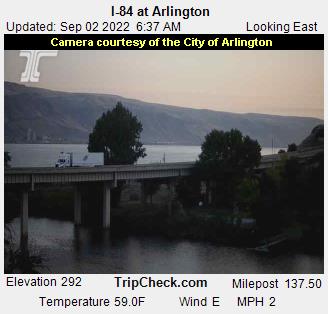 I-84 at Arlington
Updated: Sep 02 2022 6:37 AM Looking East
Camera courtesy of the City of Arlington
Elevation 292 TripCheck.com Milepost 137.50
Temperature 59.0F Wind E MPH 2